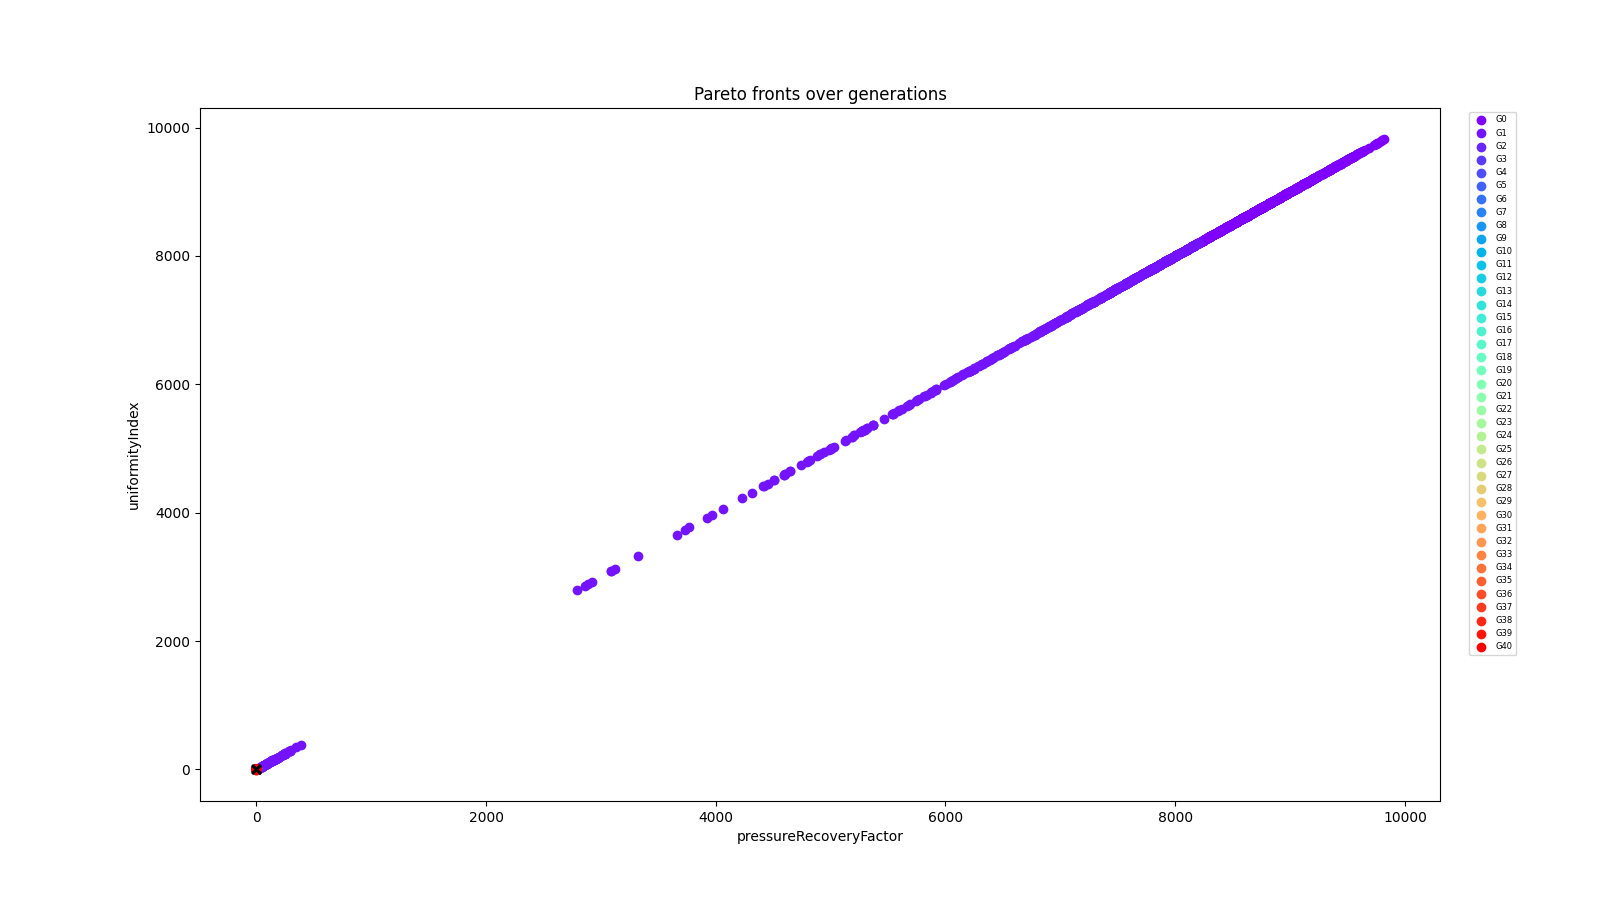 Pareto fronts over generations
uniformityIndex
10000
8000
6000
4000
2000
0
0 2000 4000 6000 8000 10000
pressureRecoveryFactor
G0
G1
G2
G3
G4
G5
G6
G7
G8
G9
G10
G11
G12
G13
G14
G15
G16
G17
G18
G19
G20
G21
G22
G23
G24
G25
G26
G27
G28
G29
G30
G31
G32
G33
G34
G35
G36
G37
G38
G39
G40